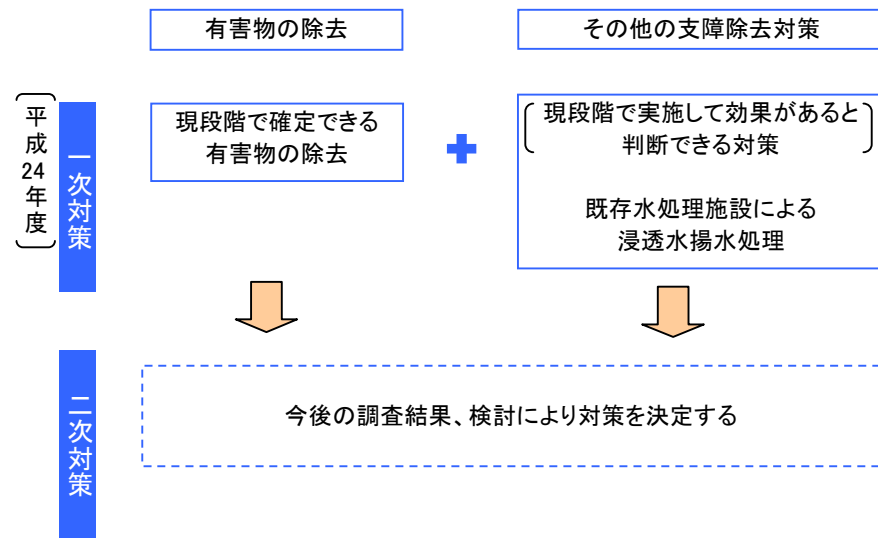 有害物の除去
その他の支障除去対策
平成24年度
一次対策
現段階で確定できる
有害物の除去
現段階で実施して効果があると
判断できる対策
既存水処理施設による
浸透水揚水処理
二次対策
今後の調査結果、検討により対策を決定する